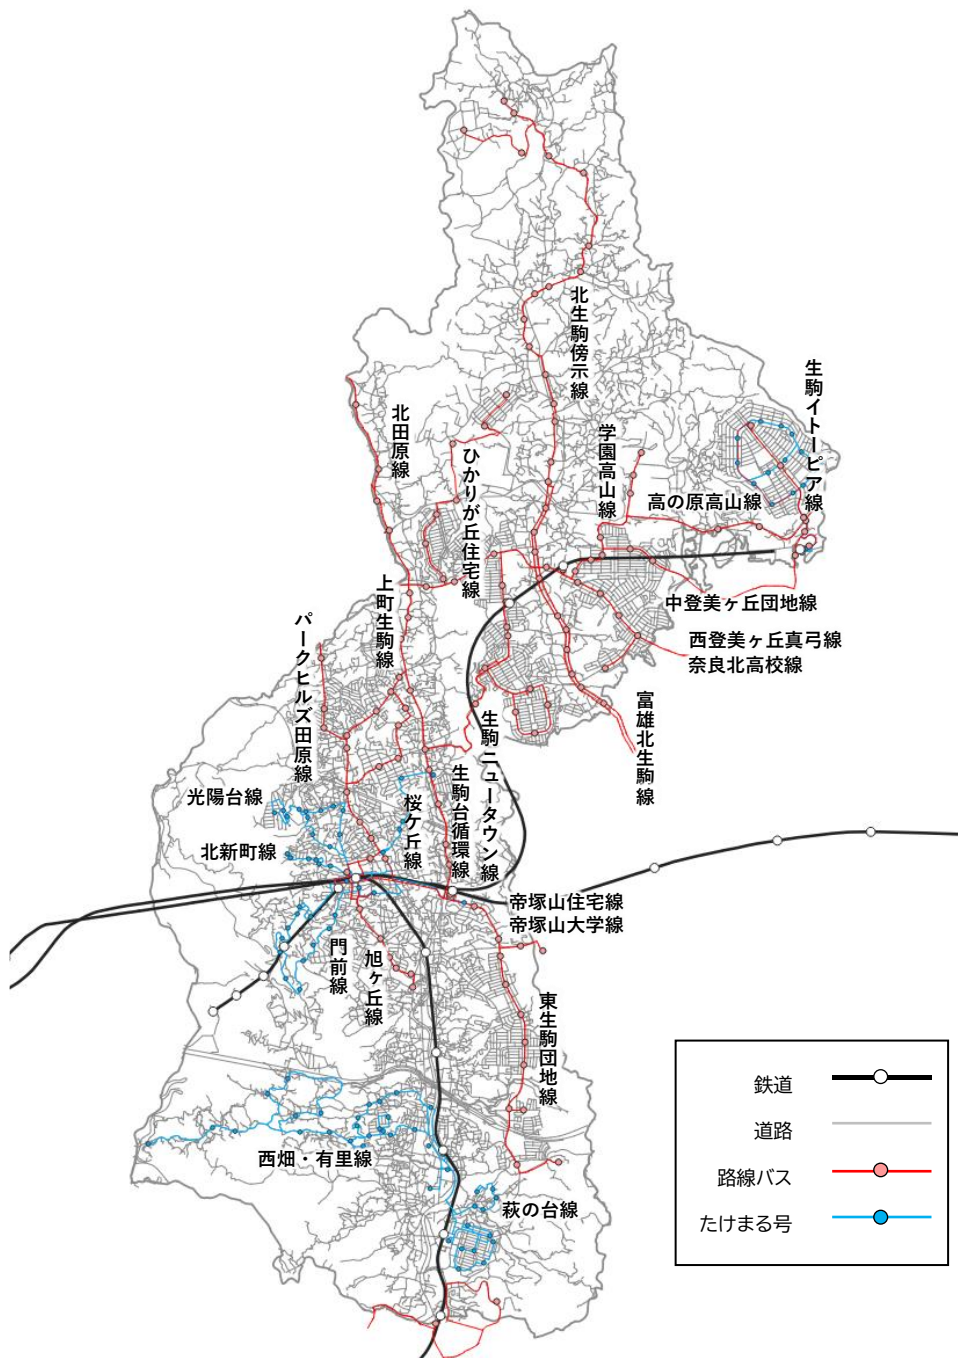 北生駒傍示線
生駒イトーピア線
北田原線
学園高山線
ひかりが丘住宅線
高の原高山線
上町生駒線
中登美ヶ丘団地線
パークヒルズ田原線
西登美ヶ丘真弓線
奈良北高校線
富雄北生駒線
生駒ニュータウン線
生駒台循環線
光陽台線
桜ケ丘線
北新町線
帝塚山住宅線
帝塚山大学線
門前線
旭ヶ丘線
東生駒団地線
西畑・有里線
萩の台線
鉄道
道路
路線バス
たけまる号